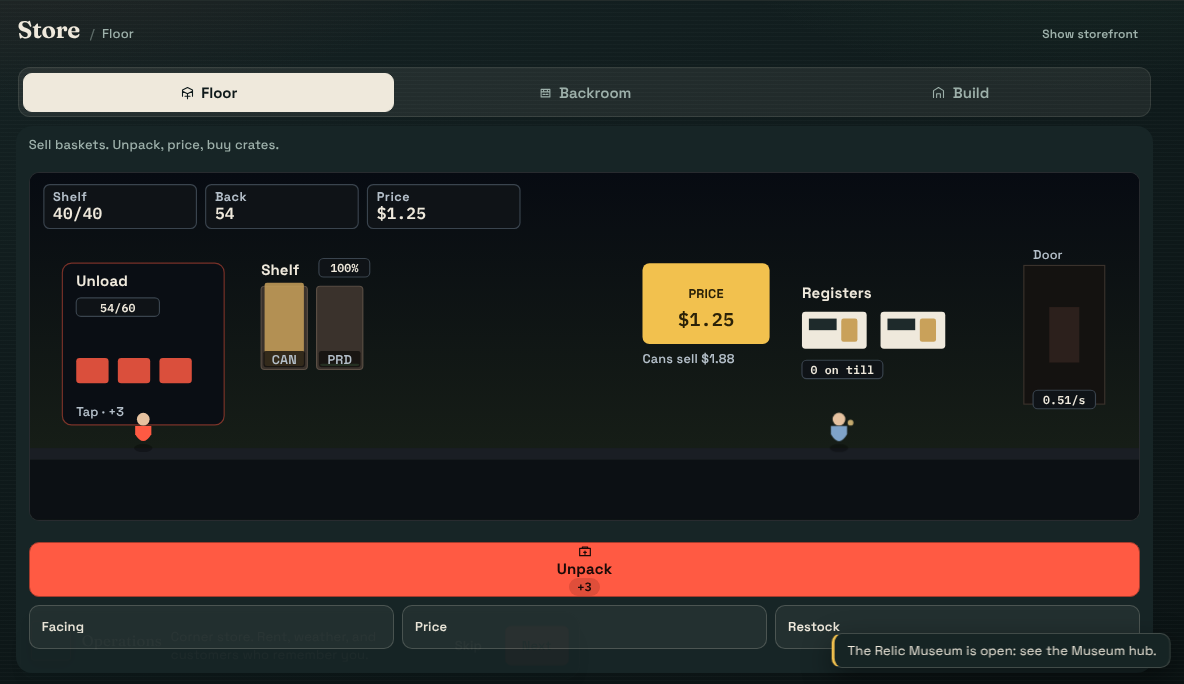 Store / Floor
Show storefront
Floor
Backroom
Build
Sell baskets. Unpack, price, buy crates.
Shelf
40/40
Back
54
Price
$1.25
Unload
54/60
Tap · +3
Shelf
100%
CAN
PRD
PRICE
$1.25
Cans sell $1.88
Registers
0 on till
Door
0.51/s
Unpack
+3
Facing
Price
Restock
The Relic Museum is open: see the Museum hub.